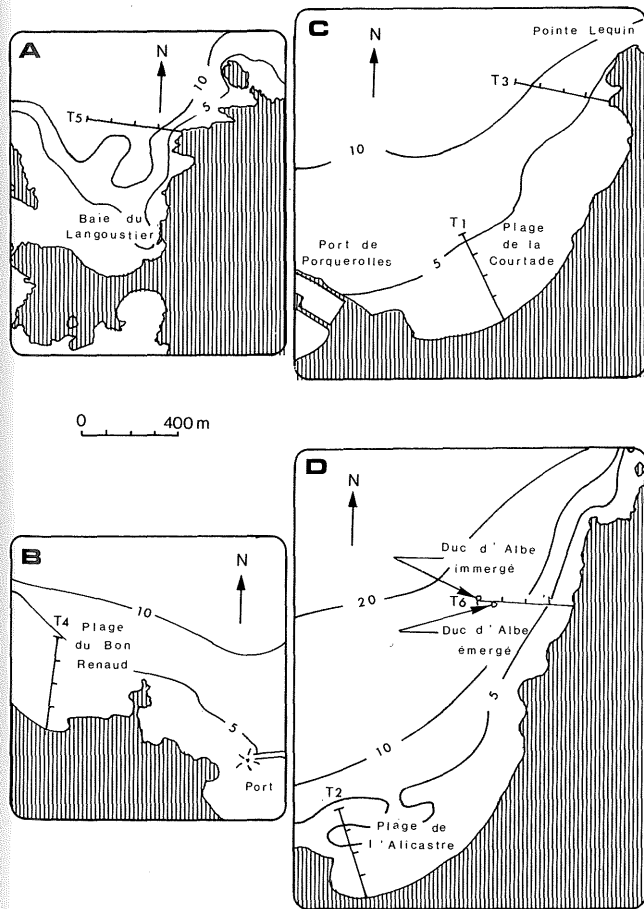 A
N
10
5
T5
Baie du
Langoustier
C
N
Pointe Lequin
T3
10
T1
Plage
de la
Courtade
Port de
Porquerolles
5
0 400 m
B
N
10
T4
Plage
du Bon
Renaud
5
Port
D
N
Duc d'Albe
immergé
20
T6
Duc d'Albe
émergé
5
10
T2
Plage de
l'Alicastre